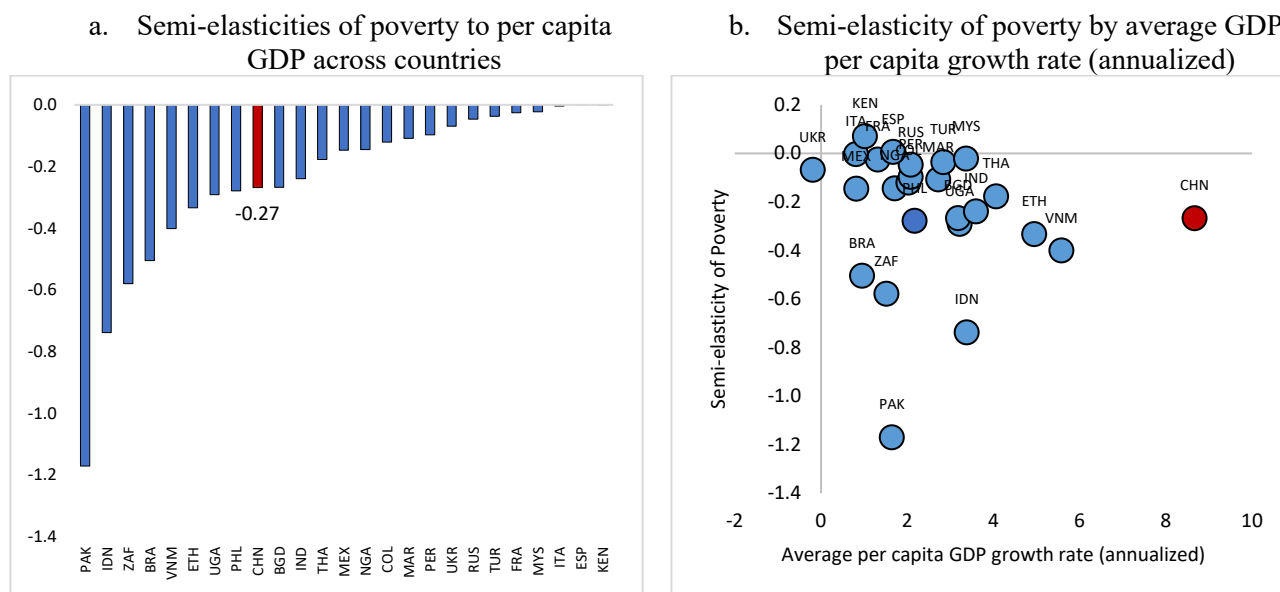 a. Semi-elasticities of poverty to per capita
GDP across countries
0.0
-0.2
-0.4
-0.6
-0.8
-1.0
-1.2
-1.4
-0.27
PAK IDN ZAF BRA VNM ETH UGA PHL CHN BGD IND THA MEX NGA COL MAR PER UKR RUS TUR FRA MYS ITA ESP KEN
b. Semi-elasticity of poverty by average GDP
per capita growth rate (annualized)
Semi-elasticity of Poverty
0.2
0.0
-0.2
-0.4
-0.6
-0.8
-1.0
-1.2
-1.4
KEN
ITA
FRA
ESP
UKR
RUS
TUR
MYS
MEX
NGA
PER
COL
MAR
THA
PHL
BGD
IND
UGA
CHN
ETH
VNM
BRA
ZAF
IDN
PAK
-2 0 2 4 6 8 10
Average per capita GDP growth rate (annualized)